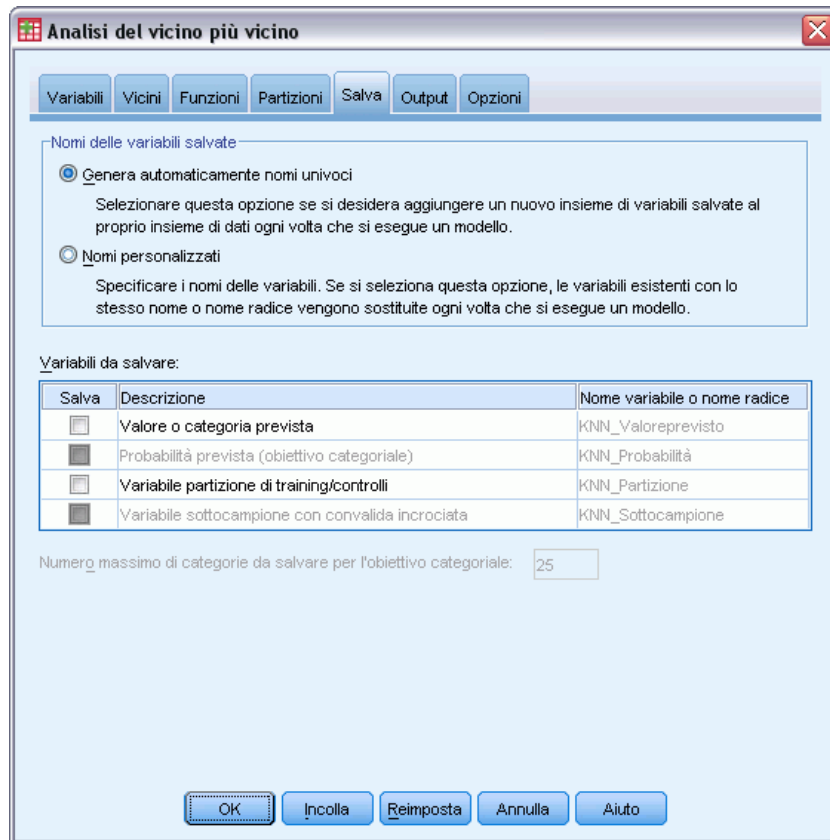 Analisi del vicino più vicino
Variabili Vicini Funzioni Partizioni Salva Output Opzioni
Nomi delle variabili salvate
Genera automaticamente nomi univoci
Selezionare questa opzione se si desidera aggiungere un nuovo insieme di variabili salvate al
proprio insieme di dati ogni volta che si esegue un modello.
Nomi personalizzati
Specificare i nomi delle variabili. Se si seleziona questa opzione, le variabili esistenti con lo
stesso nome o nome radice vengono sostituite ogni volta che si esegue un modello.
Variabili da salvare:
Salva Descrizione Nome variabile o nome radice
Valore o categoria prevista KNN_Valoreprevisto
Probabilità prevista (obiettivo categoriale) KNN_Probabilità
Variabile partizione di training/controlli KNN_Partizione
Variabile sottocampione con convalida incrociata KNN_Sottocampione
Numero massimo di categorie da salvare per l'obiettivo categoriale: 25
OK Incolla Reimposta Annulla Aiuto